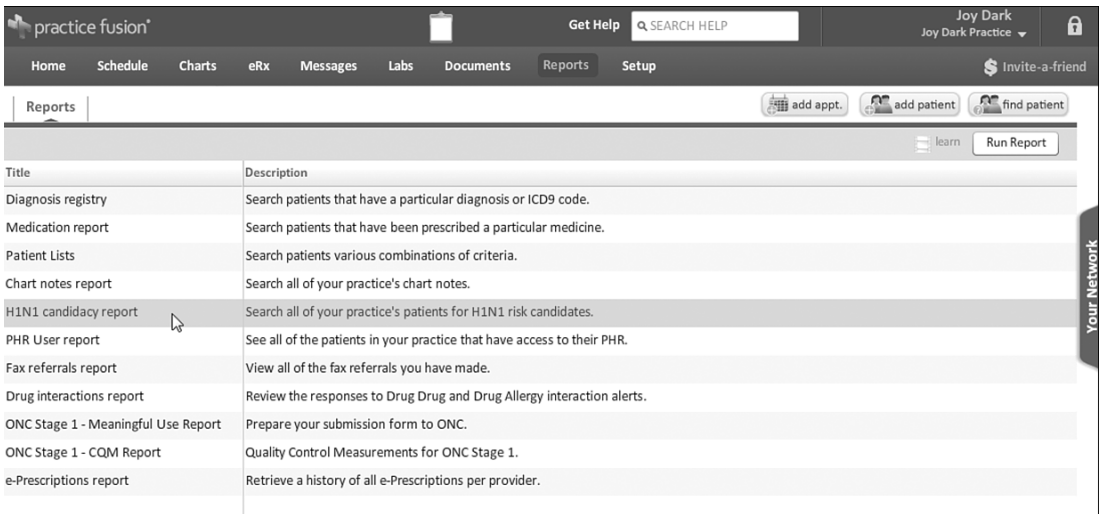 practice fusion®
Get Help SEARCH HELP
Joy Dark
Joy Dark Practice
Home Schedule Charts eRx Messages Labs Documents Reports Setup $ Invite-a-friend
Reports add appt. add patient find patient
learn Run Report
Title Description
Diagnosis registry Search patients that have a particular diagnosis or ICD9 code.
Medication report Search patients that have been prescribed a particular medicine.
Patient Lists Search patients various combinations of criteria.
Chart notes report Search all of your practice's chart notes.
H1N1 candidacy report Search all of your practice's patients for H1N1 risk candidates.
PHR User report See all of the patients in your practice that have access to their PHR.
Fax referrals report View all of the fax referrals you have made.
Drug interactions report Review the responses to Drug Drug and Drug Allergy interaction alerts.
ONC Stage 1 - Meaningful Use Report Prepare your submission form to ONC.
ONC Stage 1 - CQM Report Quality Control Measurements for ONC Stage 1.
e-Prescriptions report Retrieve a history of all e-Prescriptions per provider.
Your Network